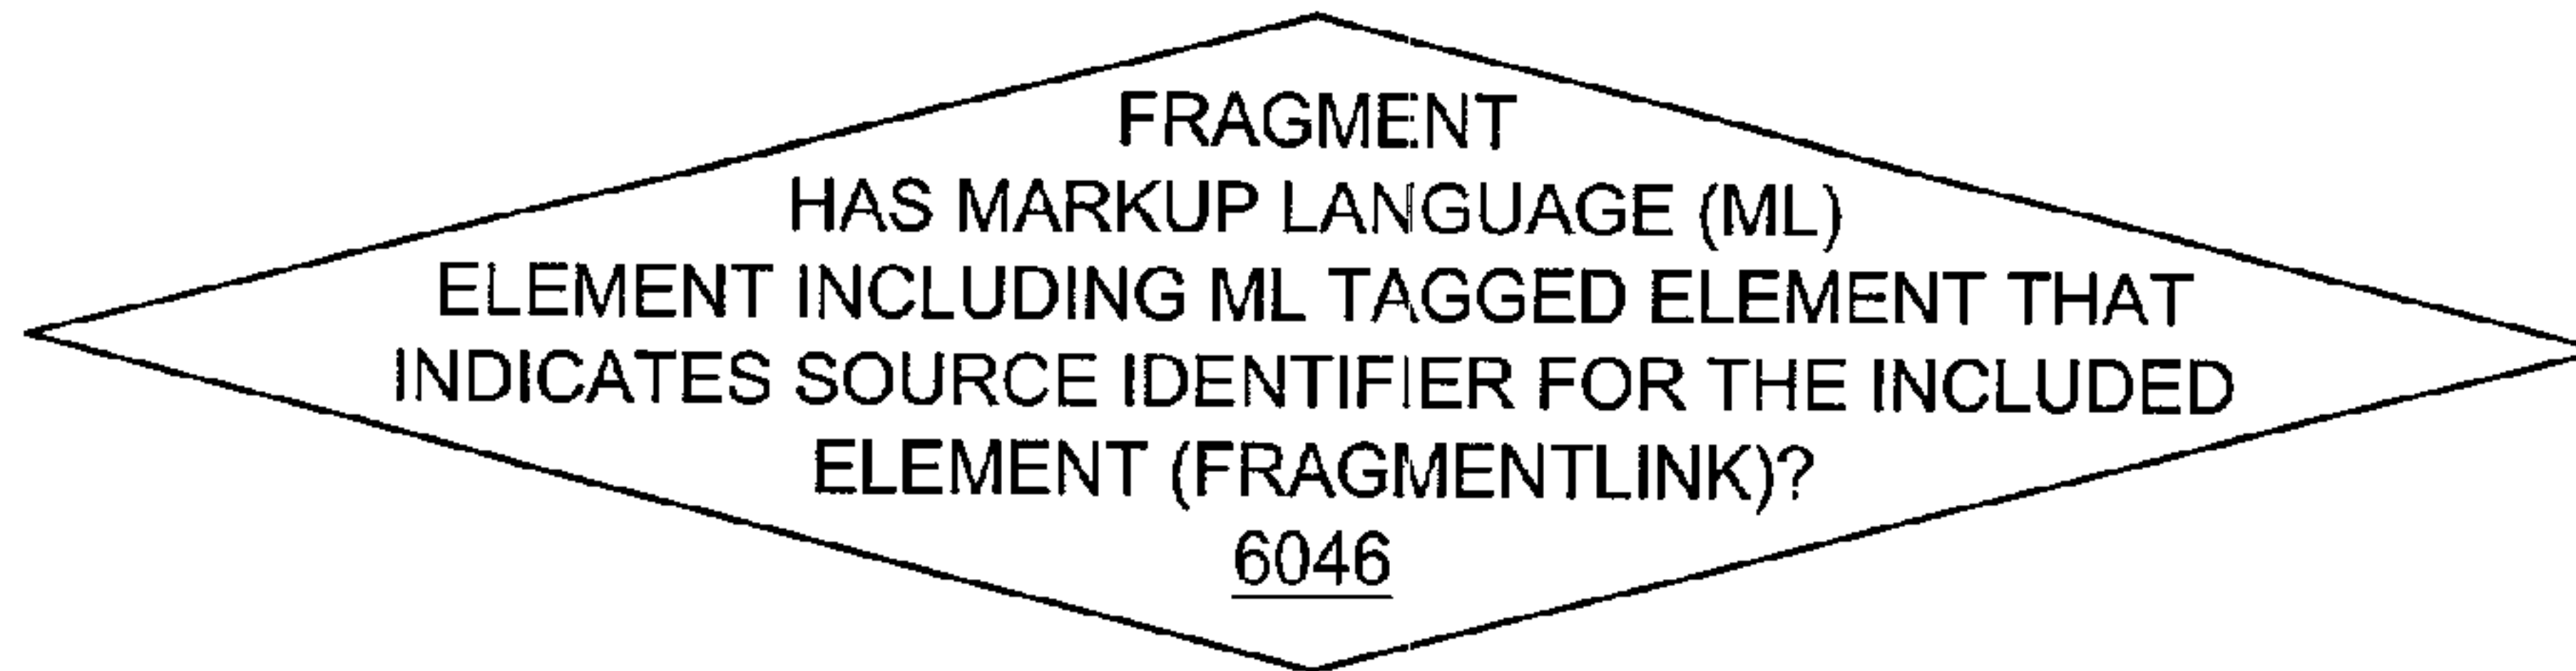 FRAGMENT
HAS MARKUP LANGUAGE (ML)
ELEMENT INCLUDING ML TAGGED ELEMENT THAT
INDICATES SOURCE IDENTIFIER FOR THE INCLUDED
ELEMENT (FRAGMENTLINK)?
6046